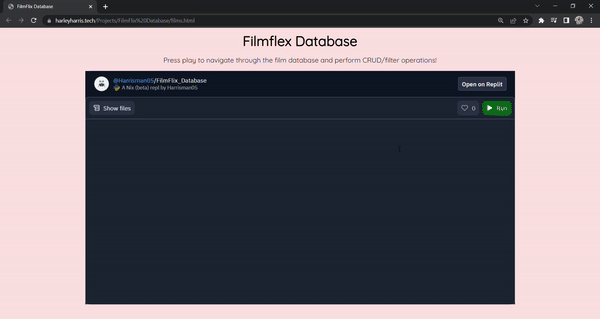 FilmFlix Database
harleyharris.tech/Projects/FilmFlix%20Database/films.html
Filmflex Database
Press play to navigate through the film database and perform CRUD/filter operations!
@Harrisman05/FilmFlix_Database
A Nix (beta) repl by Harrisman05
Open on Replit
Show files
0
Run